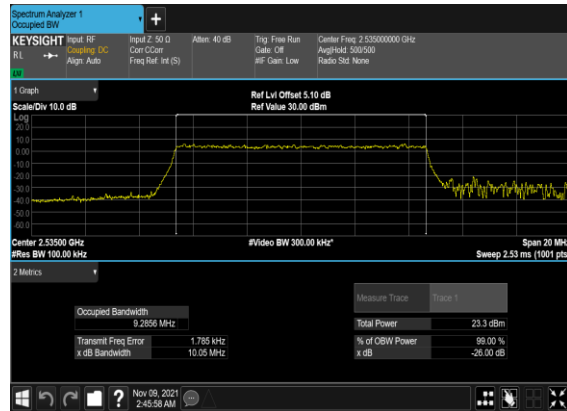 Spectrum Analyzer 1
Occupied BW
+
KEYSIGHT Input: RF Input Z: 50 Ω Atten: 40 dB Trig: Free Run Center Freq: 2.535000000 GHz
RL Coupling: DC Corr CCorr Gate: Off Avg|Hold: 500/500
Align: Auto Freq Ref: Int (S) #IF Gain: Low Radio Std: None
LW
1 Graph
Ref Lvl Offset 5.10 dB
Scale/Div 10.0 dB Ref Value 30.00 dBm
Log
20.0
10.0
0.00
-10.0
-20.0
-30.0
-40.0
-50.0
-60.0
Center 2.53500 GHz #Video BW 300.00 kHz* Span 20 MHz
#Res BW 100.00 kHz Sweep 2.53 ms (1001 pts)
2 Metrics
Measure Trace Trace 1
Occupied Bandwidth
9.2856 MHz Total Power 23.3 dBm
Transmit Freq Error 1.785 kHz % of OBW Power 99.00 %
x dB Bandwidth 10.05 MHz x dB -26.00 dB
? Nov 09, 2021
2:45:58 AM